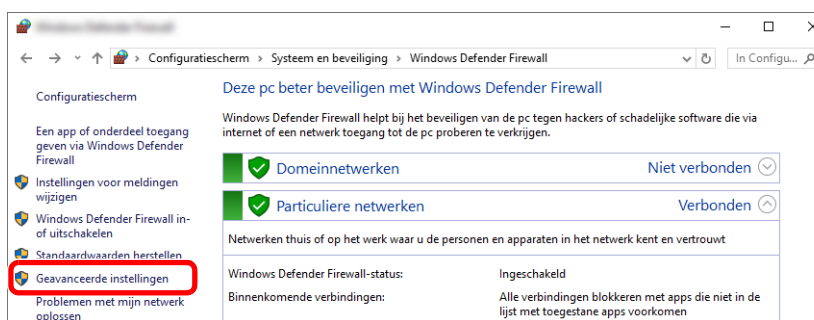 Configuratiescherm › Systeem en beveiliging › Windows Defender Firewall
In Configu...
Configuratiescherm
Een app of onderdeel toegang
geven via Windows Defender
Firewall
Instellingen voor meldingen
wijzigen
Windows Defender Firewall in-
of uitschakelen
Standaardwaarden herstellen
Geavanceerde instellingen
Problemen met mijn netwerk
oplossen
Deze pc beter beveiligen met Windows Defender Firewall
Windows Defender Firewall helpt bij het beveiligen van de pc tegen hackers of schadelijke software die via
internet of een netwerk toegang tot de pc proberen te verkrijgen.
Domeinnetwerken Niet verbonden
Particuliere netwerken Verbonden
Netwerken thuis of op het werk waar u de personen en apparaten in het netwerk kent en vertrouwt
Windows Defender Firewall-status: Ingeschakeld
Binnenkomende verbindingen: Alle verbindingen blokkeren met apps die niet in de
lijst met toegestane apps voorkomen